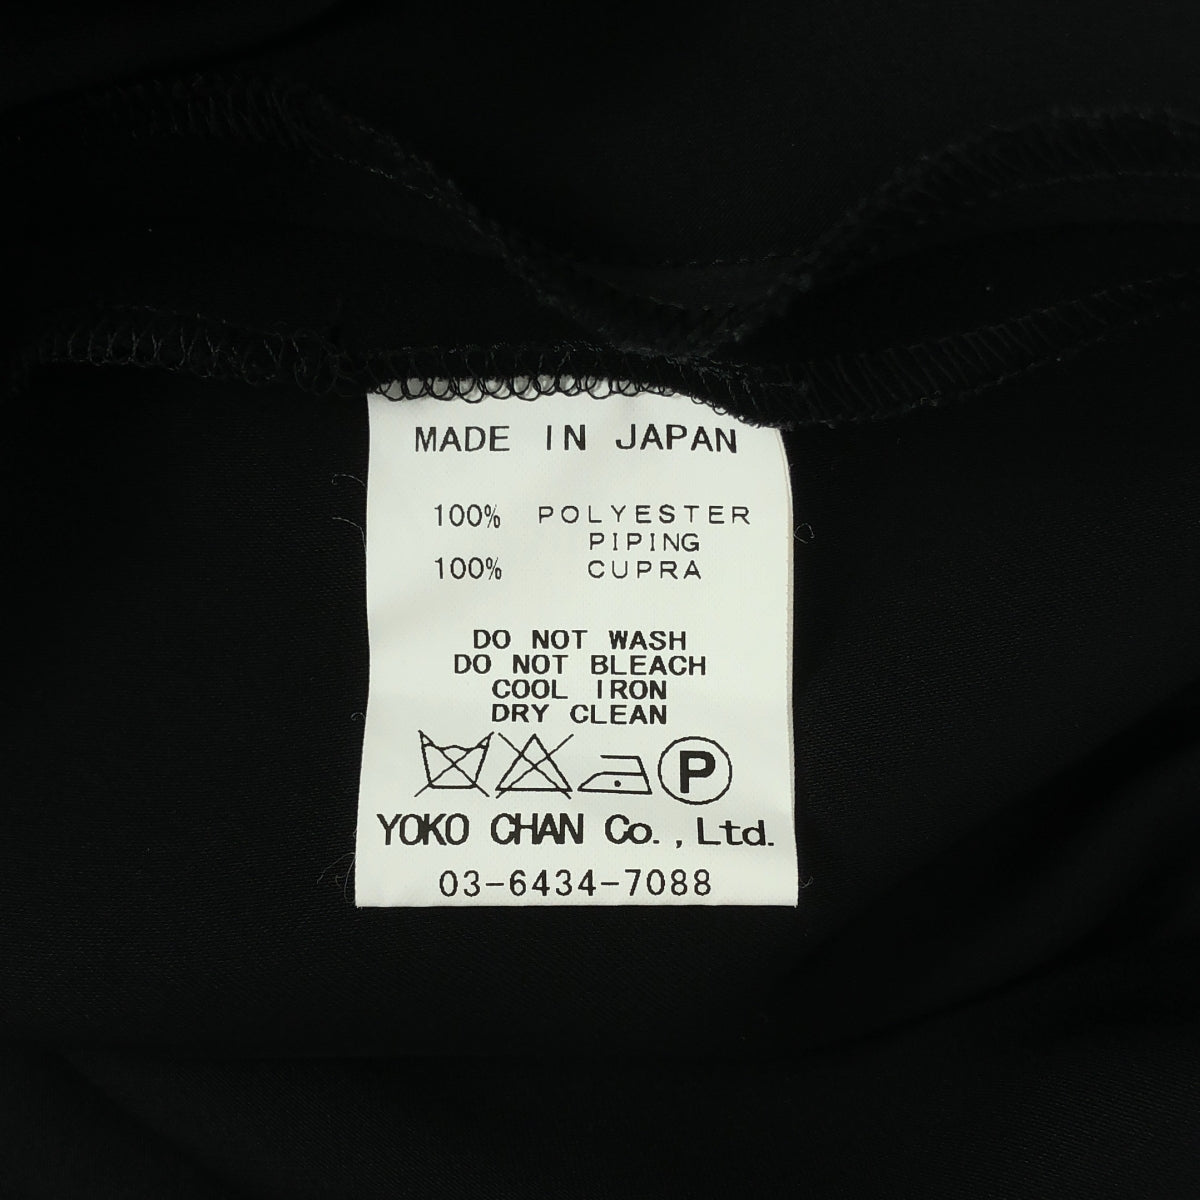 MADE IN JAPAN
100% POLYESTER
PIPING
100% CUPRA
DO NOT WASH
DO NOT BLEACH
COOL IRON
DRY CLEAN
P
YOKO CHAN Co., Ltd.
03-6434-7088